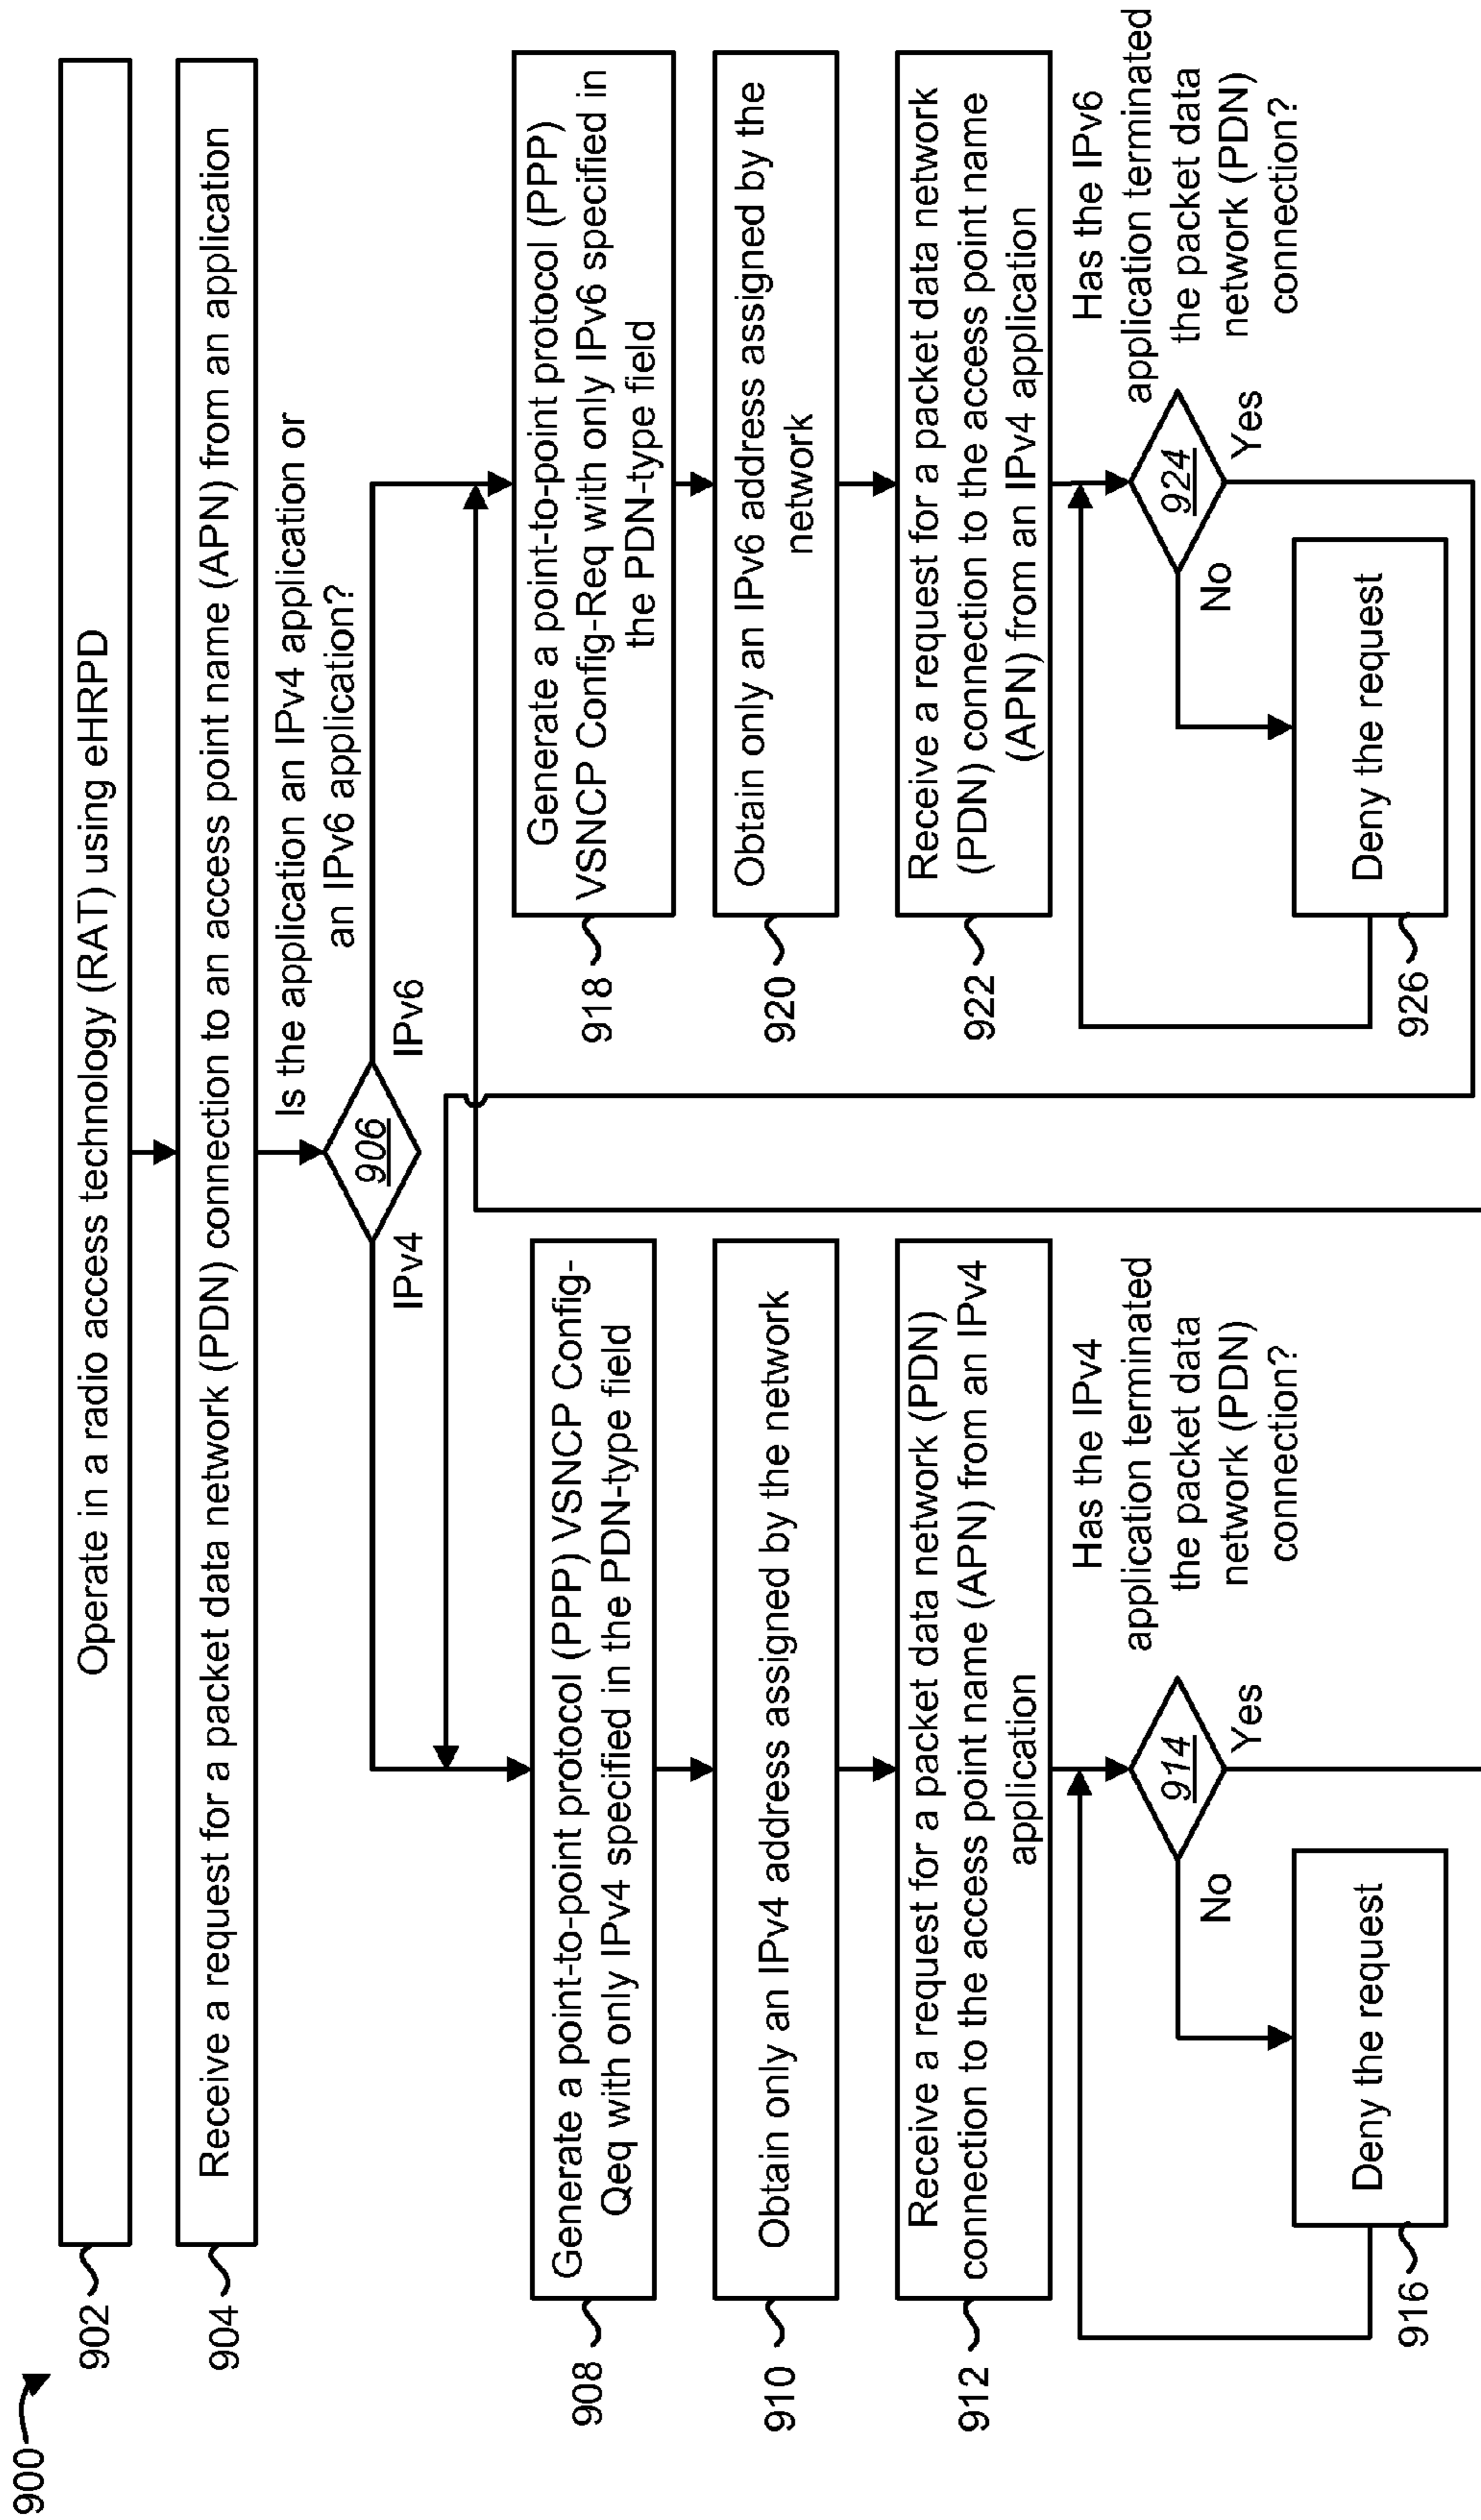 900
902
Operate in a radio access technology (RAT) using eHRPD
904
Receive a request for a packet data network (PDN) connection to an access point name (APN) from an application
Is the application an IPv4 application or
an IPv6 application?
906
IPv4
IPv6
908
Generate a point-to-point protocol (PPP) VSNCP Config-
Qeq with only IPv4 specified in the PDN-type field
910
Obtain only an IPv4 address assigned by the network
912
Receive a request for a packet data network (PDN)
connection to the access point name (APN) from an IPv4
application
Has the IPv4
application terminated
the packet data
network (PDN)
connection?
914
No
Yes
916
Deny the request
918
Generate a point-to-point protocol (PPP)
VSNCP Config-Req with only IPv6 specified in
the PDN-type field
920
Obtain only an IPv6 address assigned by the
network
922
Receive a request for a packet data network
(PDN) connection to the access point name
(APN) from an IPv4 application
Has the IPv6
application terminated
the packet data
network (PDN)
connection?
924
No
Yes
926
Deny the request